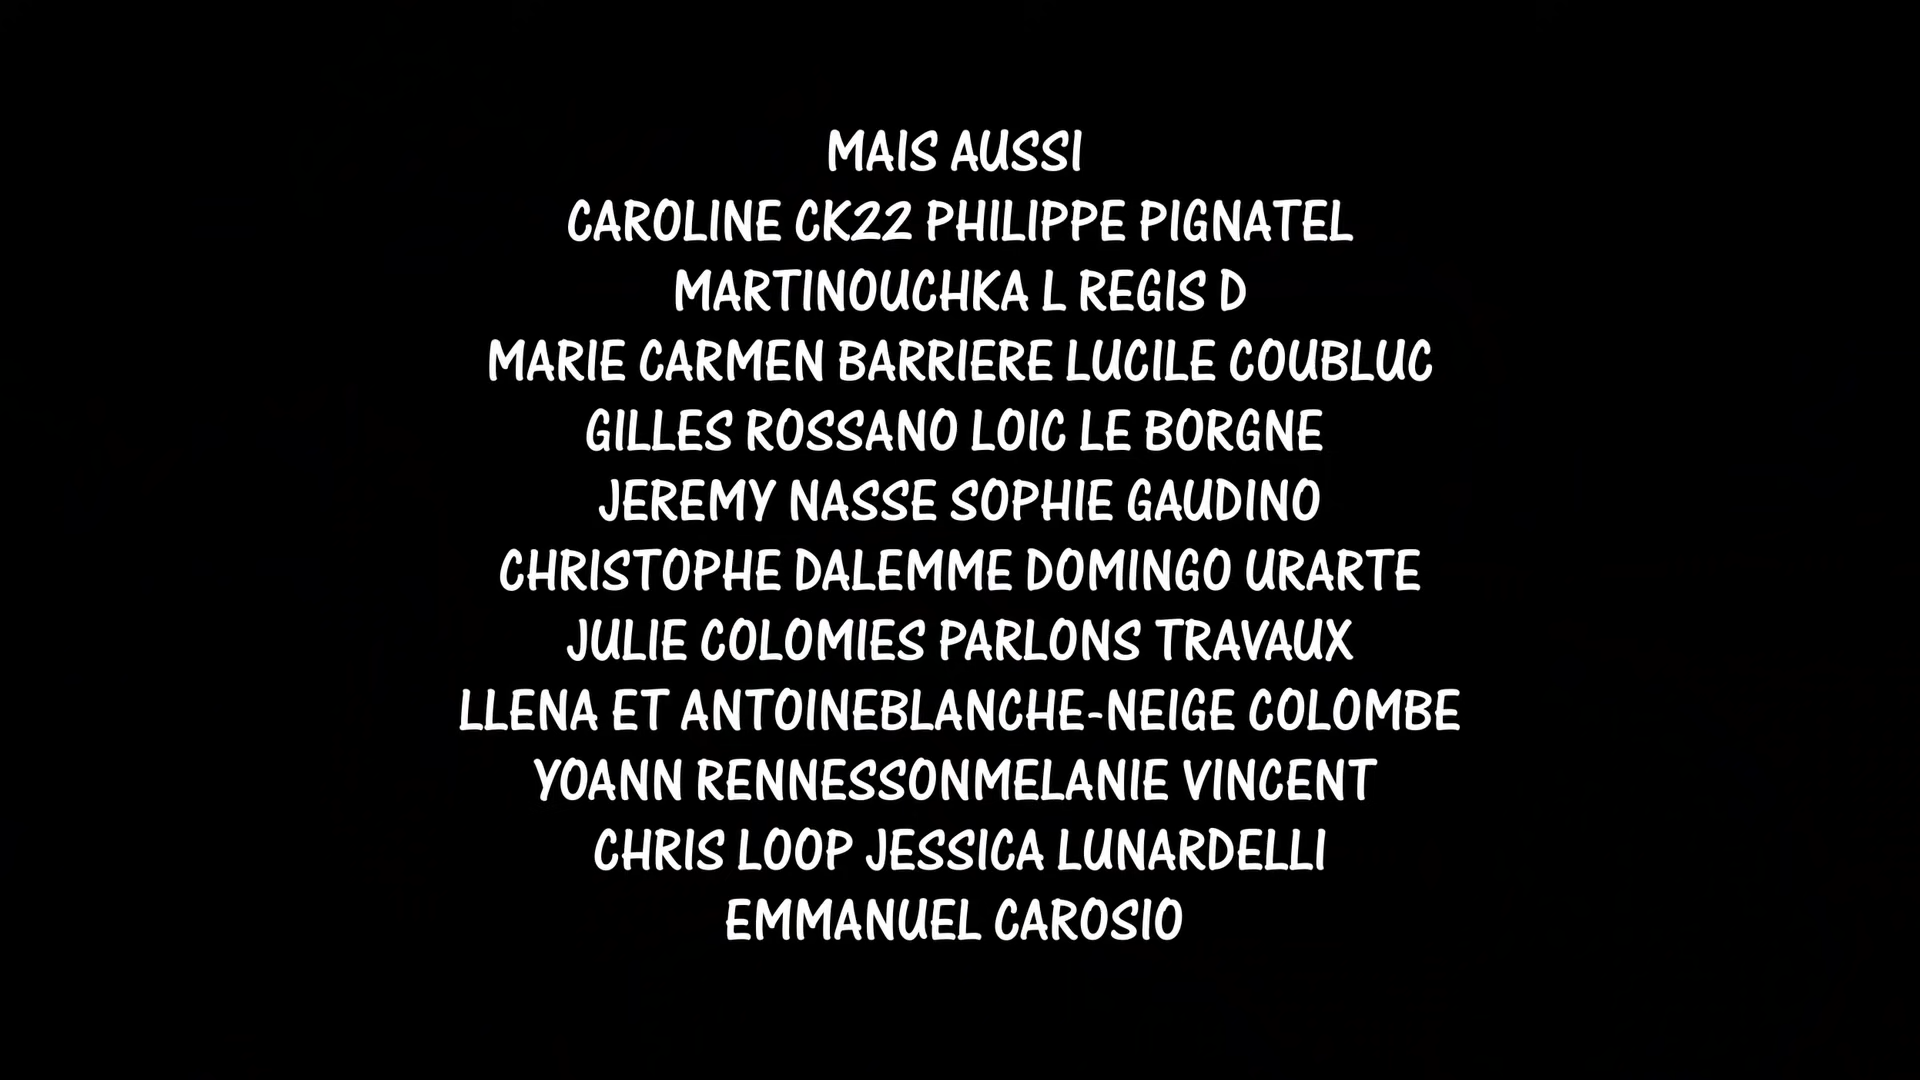 MAIS AUSSI
CAROLINE CK22 PHILIPPE PIGNATEL
MARTINOUCHKA L REGIS D
MARIE CARMEN BARRIERE LUCILE COUBLUC
GILLES ROSSANO LOIC LE BORGNE
JEREMY NASSE SOPHIE GAUDINO
CHRISTOPHE DALEMME DOMINGO URARTE
JULIE COLOMIES PARLONS TRAVAUX
LLENA ET ANTOINEBLANCHE-NEIGE COLOMBE
YOANN RENNESSONMELANIE VINCENT
CHRIS LOOP JESSICA LUNARDELLI
EMMANUEL CAROSIO